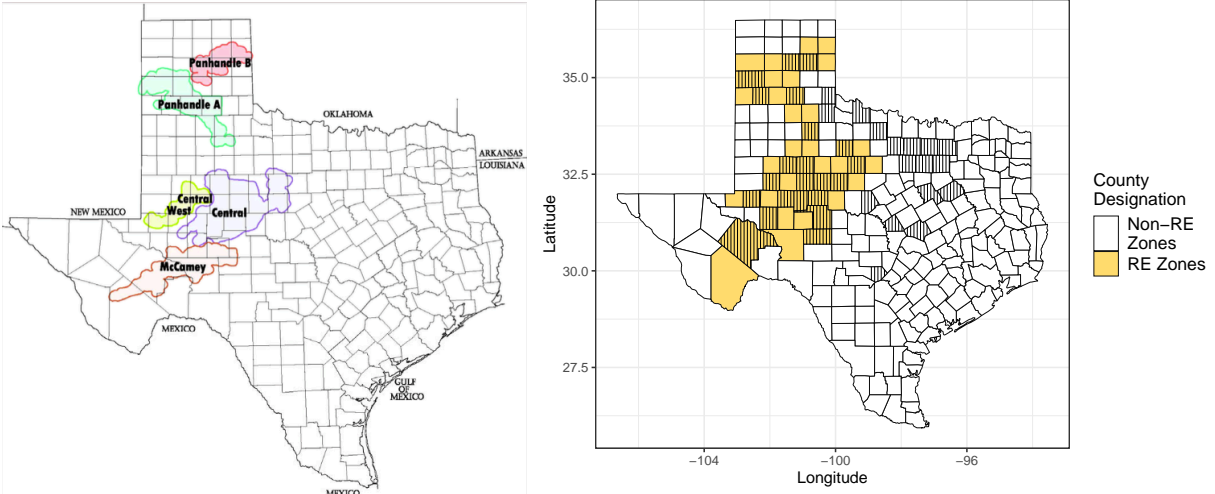 Panhandle B
Panhandle A
OKLAHOMA
ARKANSAS
LOUISIANA
Central
West
Central
NEW MEXICO
McCamey
MEXICO
GULF
OF
MEXICO
MEXICO
35.0
32.5
30.0
27.5
Latitude
−104
−100
−96
Longitude
County
Designation
Non−RE
Zones
RE Zones